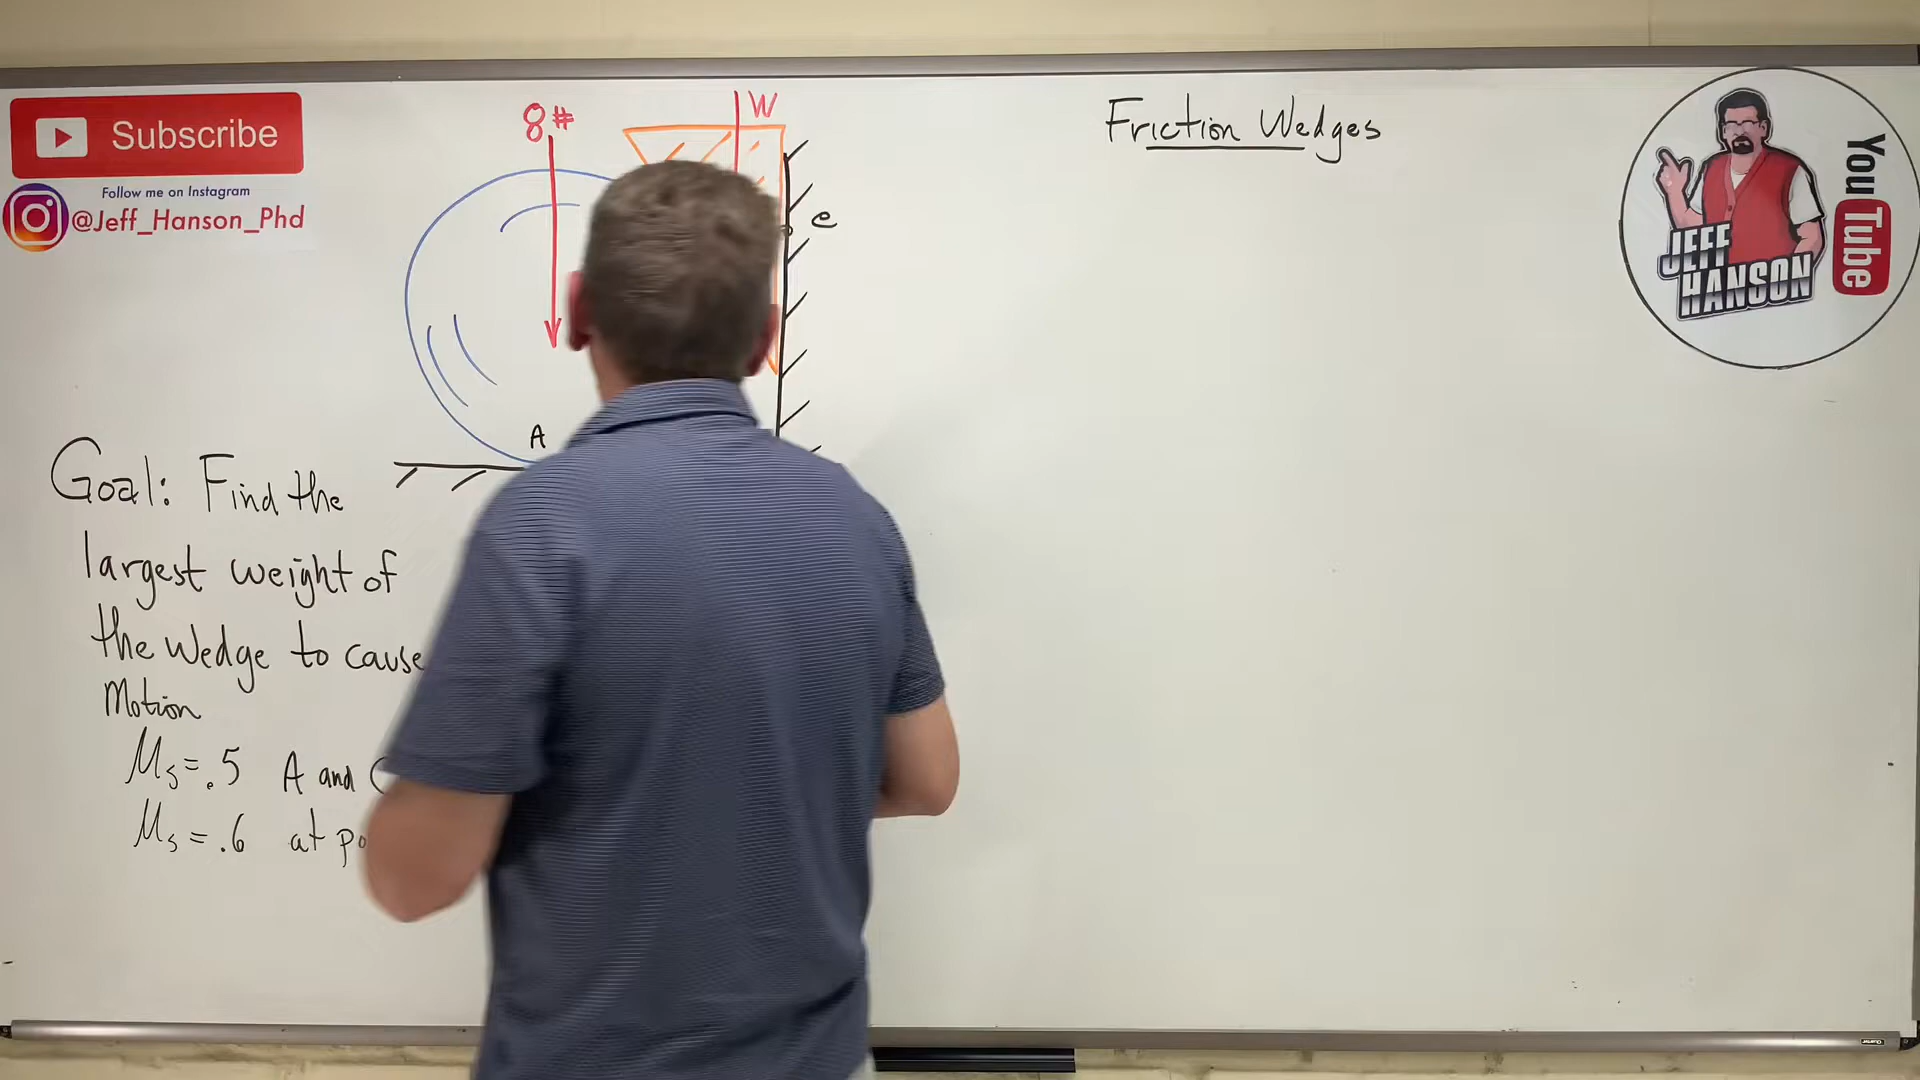 Subscribe
Follow me on Instagram
@Jeff_Hanson_Phd
8#
W
e
A
Friction Wedges
JEFF
HANSON
YouTube
Goal: Find the
largest weight of
the wedge to cause
Motion
Ms=.5 A and
Ms=.6 at